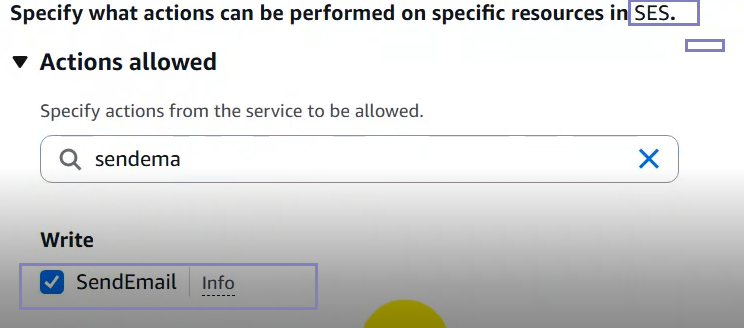 Specify what actions can be performed on specific resources in SES.
Actions allowed
Specify actions from the service to be allowed.
sendema
Write
SendEmail Info